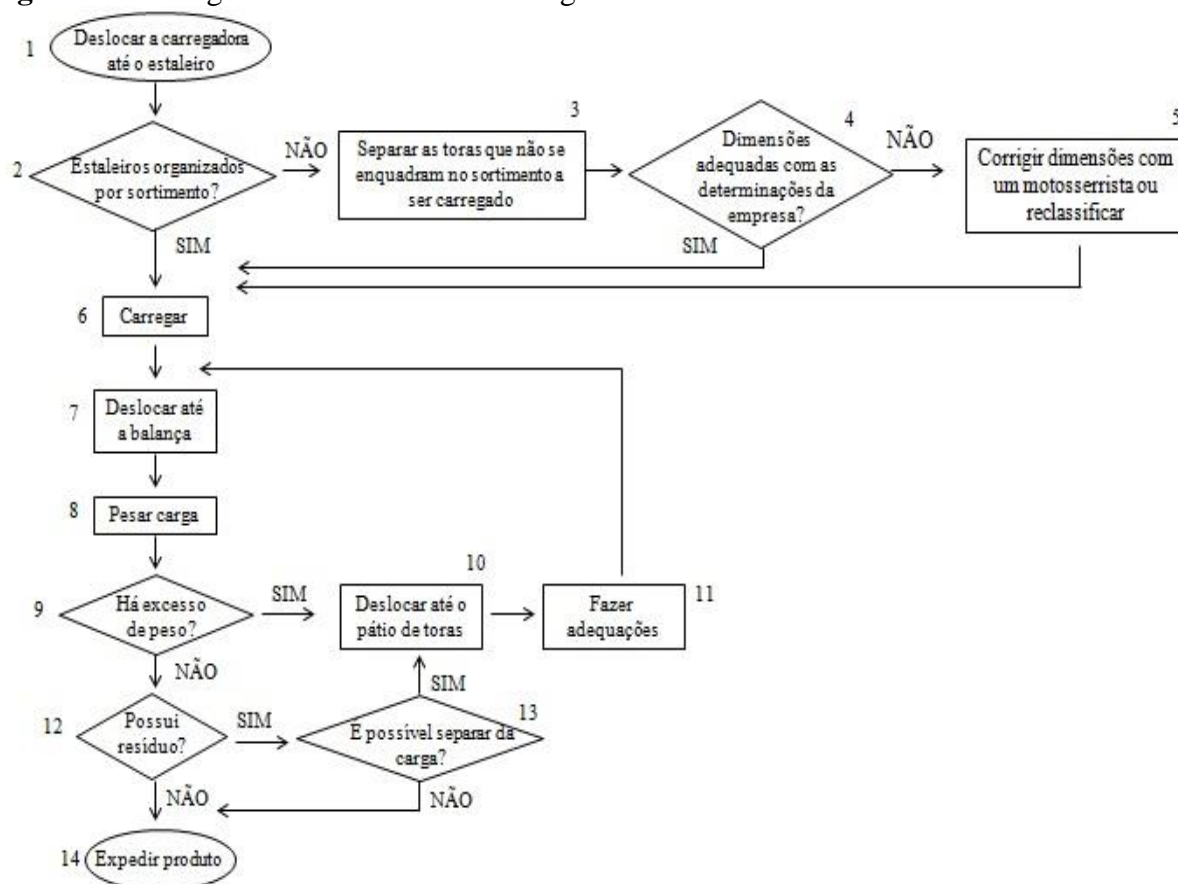 1
Deslocar a carregadora
até o estaleiro
2
Estaleiros organizados
por sortimento?
NÃO
SIM
3
Separar as toras que não se
enquadram no sortimento a
ser carregado
4
Dimensões
adequadas com as
determinações da
empresa?
NÃO
SIM
5
Corrigir dimensões com
um motosserrista ou
reclassificar
6
Carregar
7
Deslocar até
a balança
8
Pesar carga
9
Há excesso
de peso?
SIM
NÃO
10
Deslocar até o
pátio de toras
11
Fazer
adequações
12
Possui
resíduo?
SIM
NÃO
13
É possível separar da
carga?
SIM
NÃO
14
Expedir produto